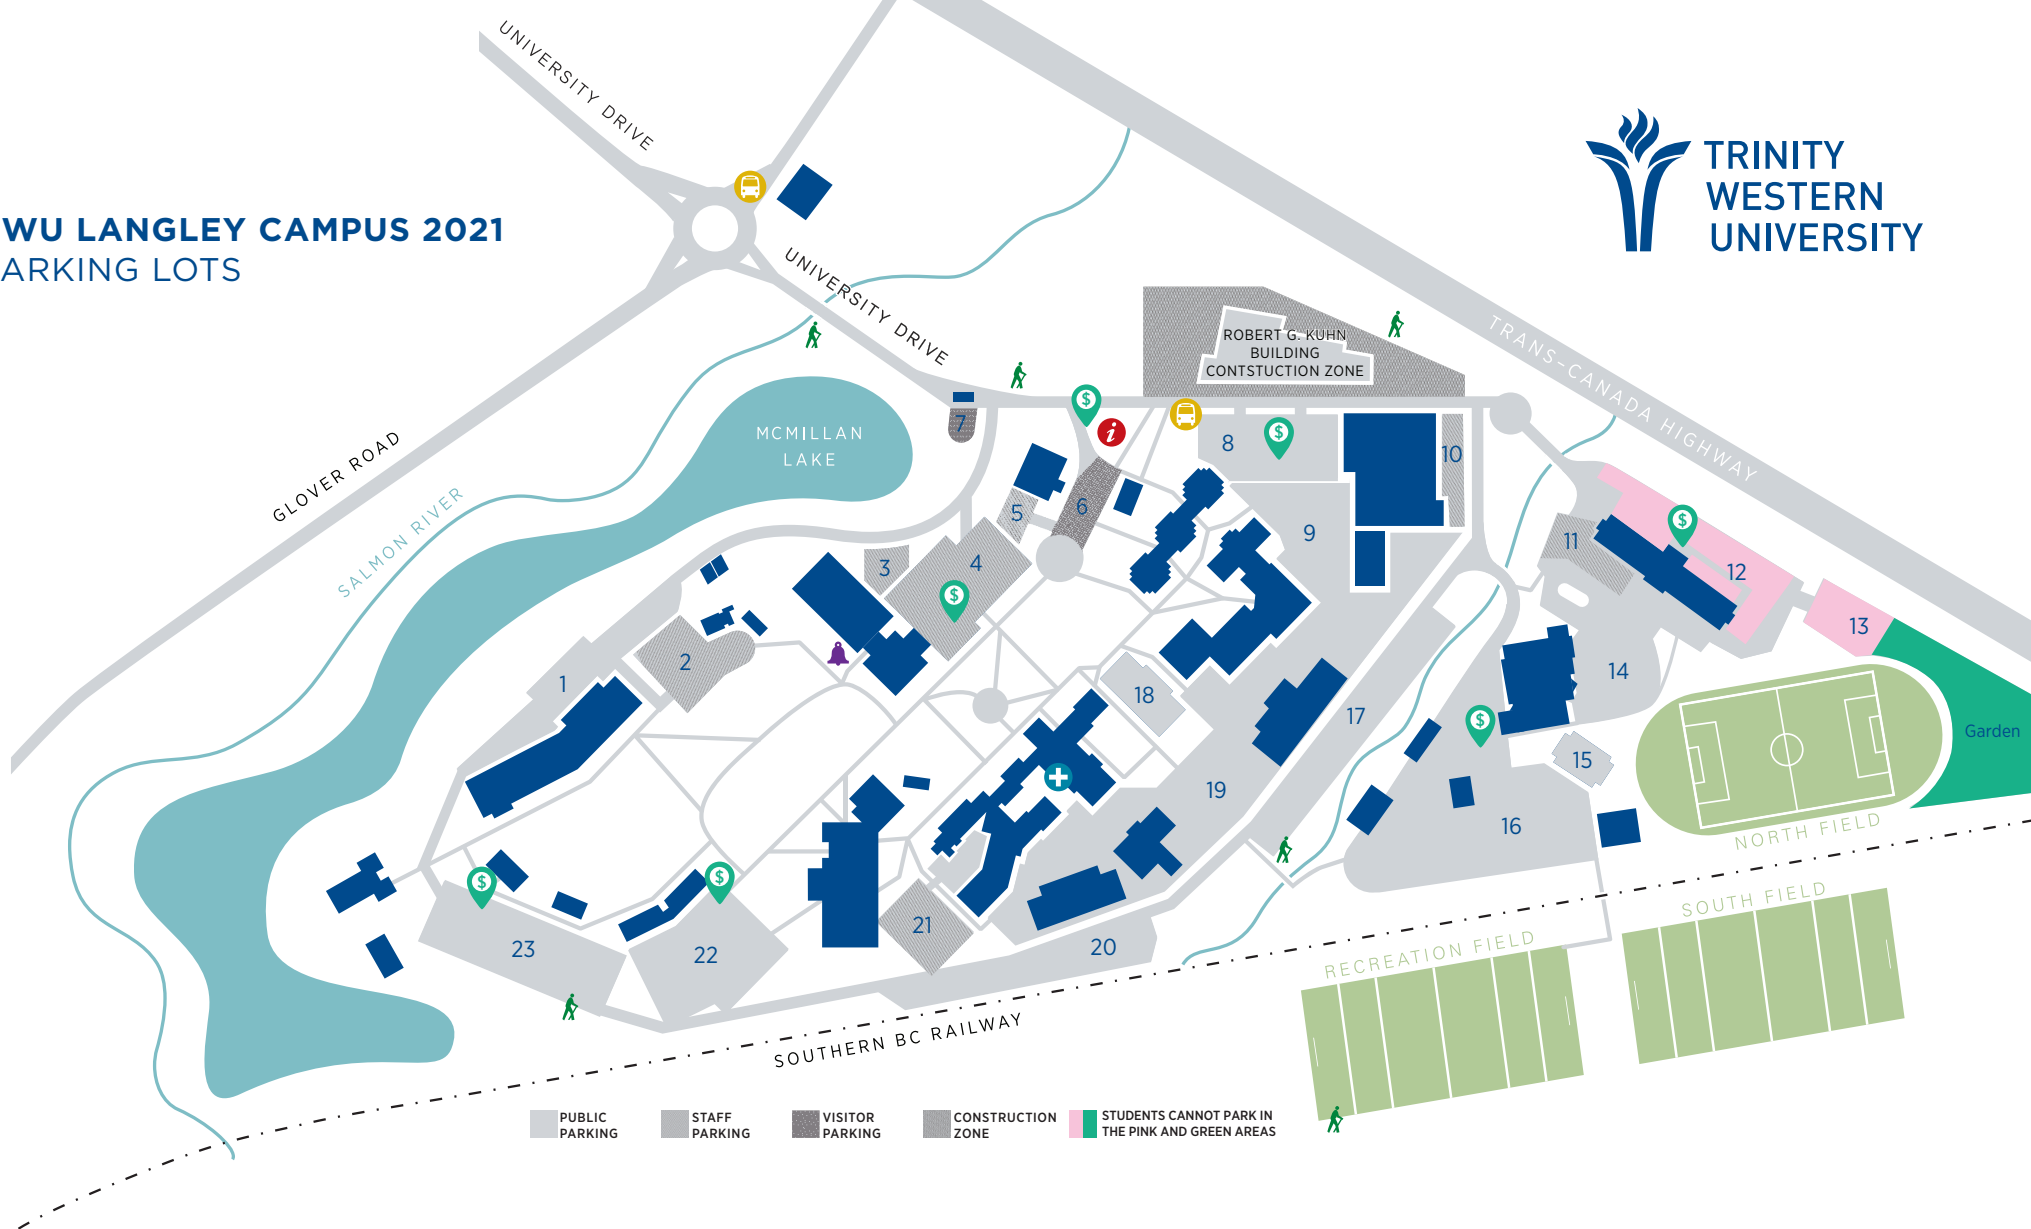 UNIVERSITY DRIVE
TRINITY
WESTERN
UNIVERSITY
WU LANGLEY CAMPUS 2021
ARKING LOTS
UNIVERSITY DRIVE
ROBERT G. KUHN
BUILDING
CONTSTUCTION ZONE
TRANS-CANADA HIGHWAY
GLOVER ROAD
SALMON RIVER
MCMILLAN
LAKE
7
i
8
10
$
$
5
6
9
$
11
12
3
4
$
13
2
1
18
17
14
Garden
15
$
19
16
NORTH FIELD
$
$
SOUTH FIELD
23
22
21
20
RECREATION FIELD
SOUTHERN BC RAILWAY
PUBLIC
PARKING
STAFF
PARKING
VISITOR
PARKING
CONSTRUCTION
ZONE
STUDENTS CANNOT PARK IN
THE PINK AND GREEN AREAS